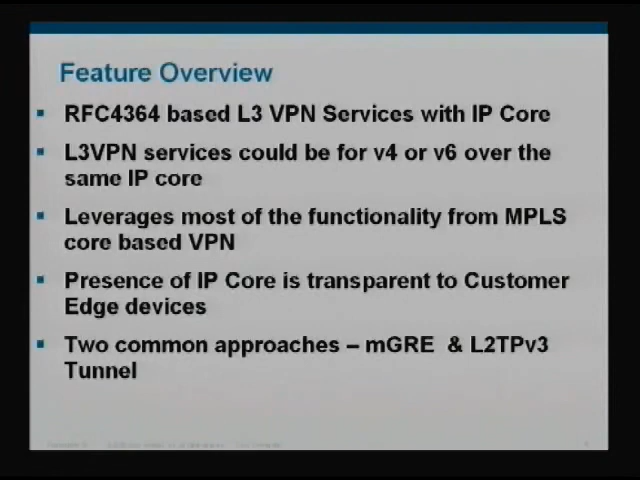 Feature Overview
RFC4364 based L3 VPN Services with IP Core
L3VPN services could be for v4 or v6 over the
same IP core
Leverages most of the functionality from MPLS
core based VPN
Presence of IP Core is transparent to Customer
Edge devices
Two common approaches – mGRE & L2TPv3
Tunnel